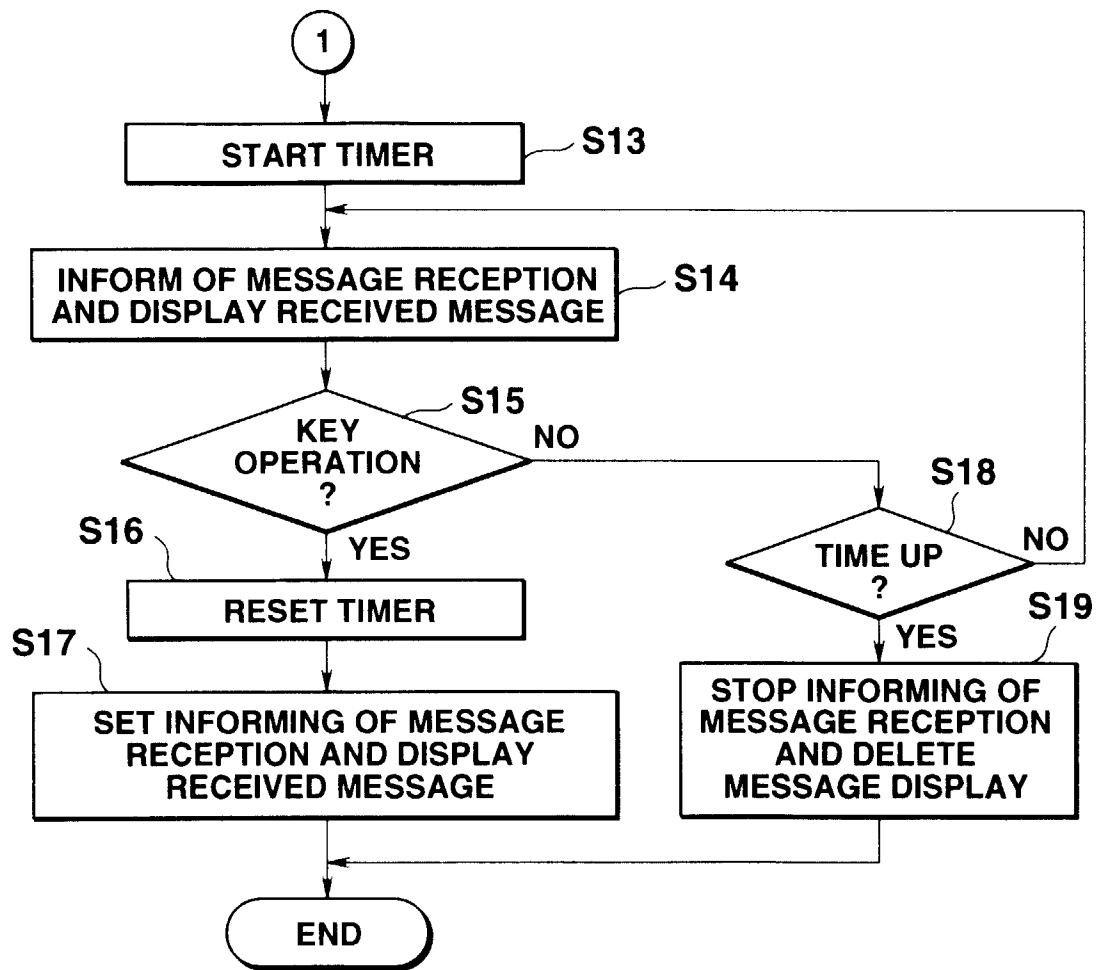 1
START TIMER
S13
INFORM OF MESSAGE RECEPTION
AND DISPLAY RECEIVED MESSAGE
S14
KEY
OPERATION
?
S15
NO
YES
S18
TIME UP
?
NO
YES
S16
RESET TIMER
S17
SET INFORMING OF MESSAGE
RECEPTION AND DISPLAY
RECEIVED MESSAGE
S19
STOP INFORMING OF
MESSAGE RECEPTION
AND DELETE
MESSAGE DISPLAY
END